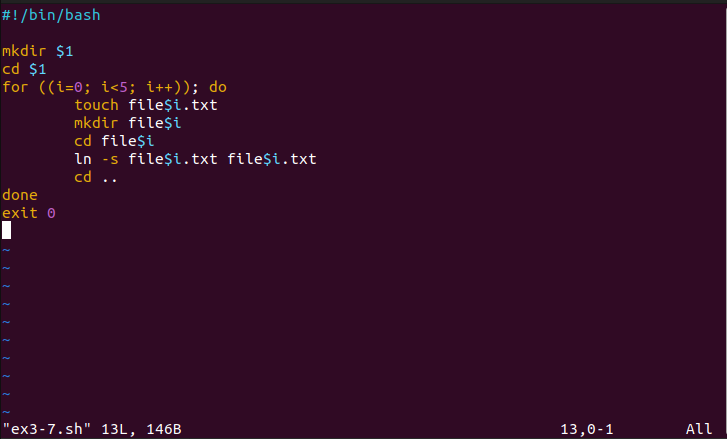 #!/bin/bash

mkdir $1
cd $1
for ((i=0; i<5; i++)); do
        touch file$i.txt
        mkdir file$i
        cd file$i
        ln -s file$i.txt file$i.txt
        cd ..
done
exit 0

~
~
~
~
~
~
~
~
~
~
"ex3-7.sh" 13L, 146B                                          13,0-1        All